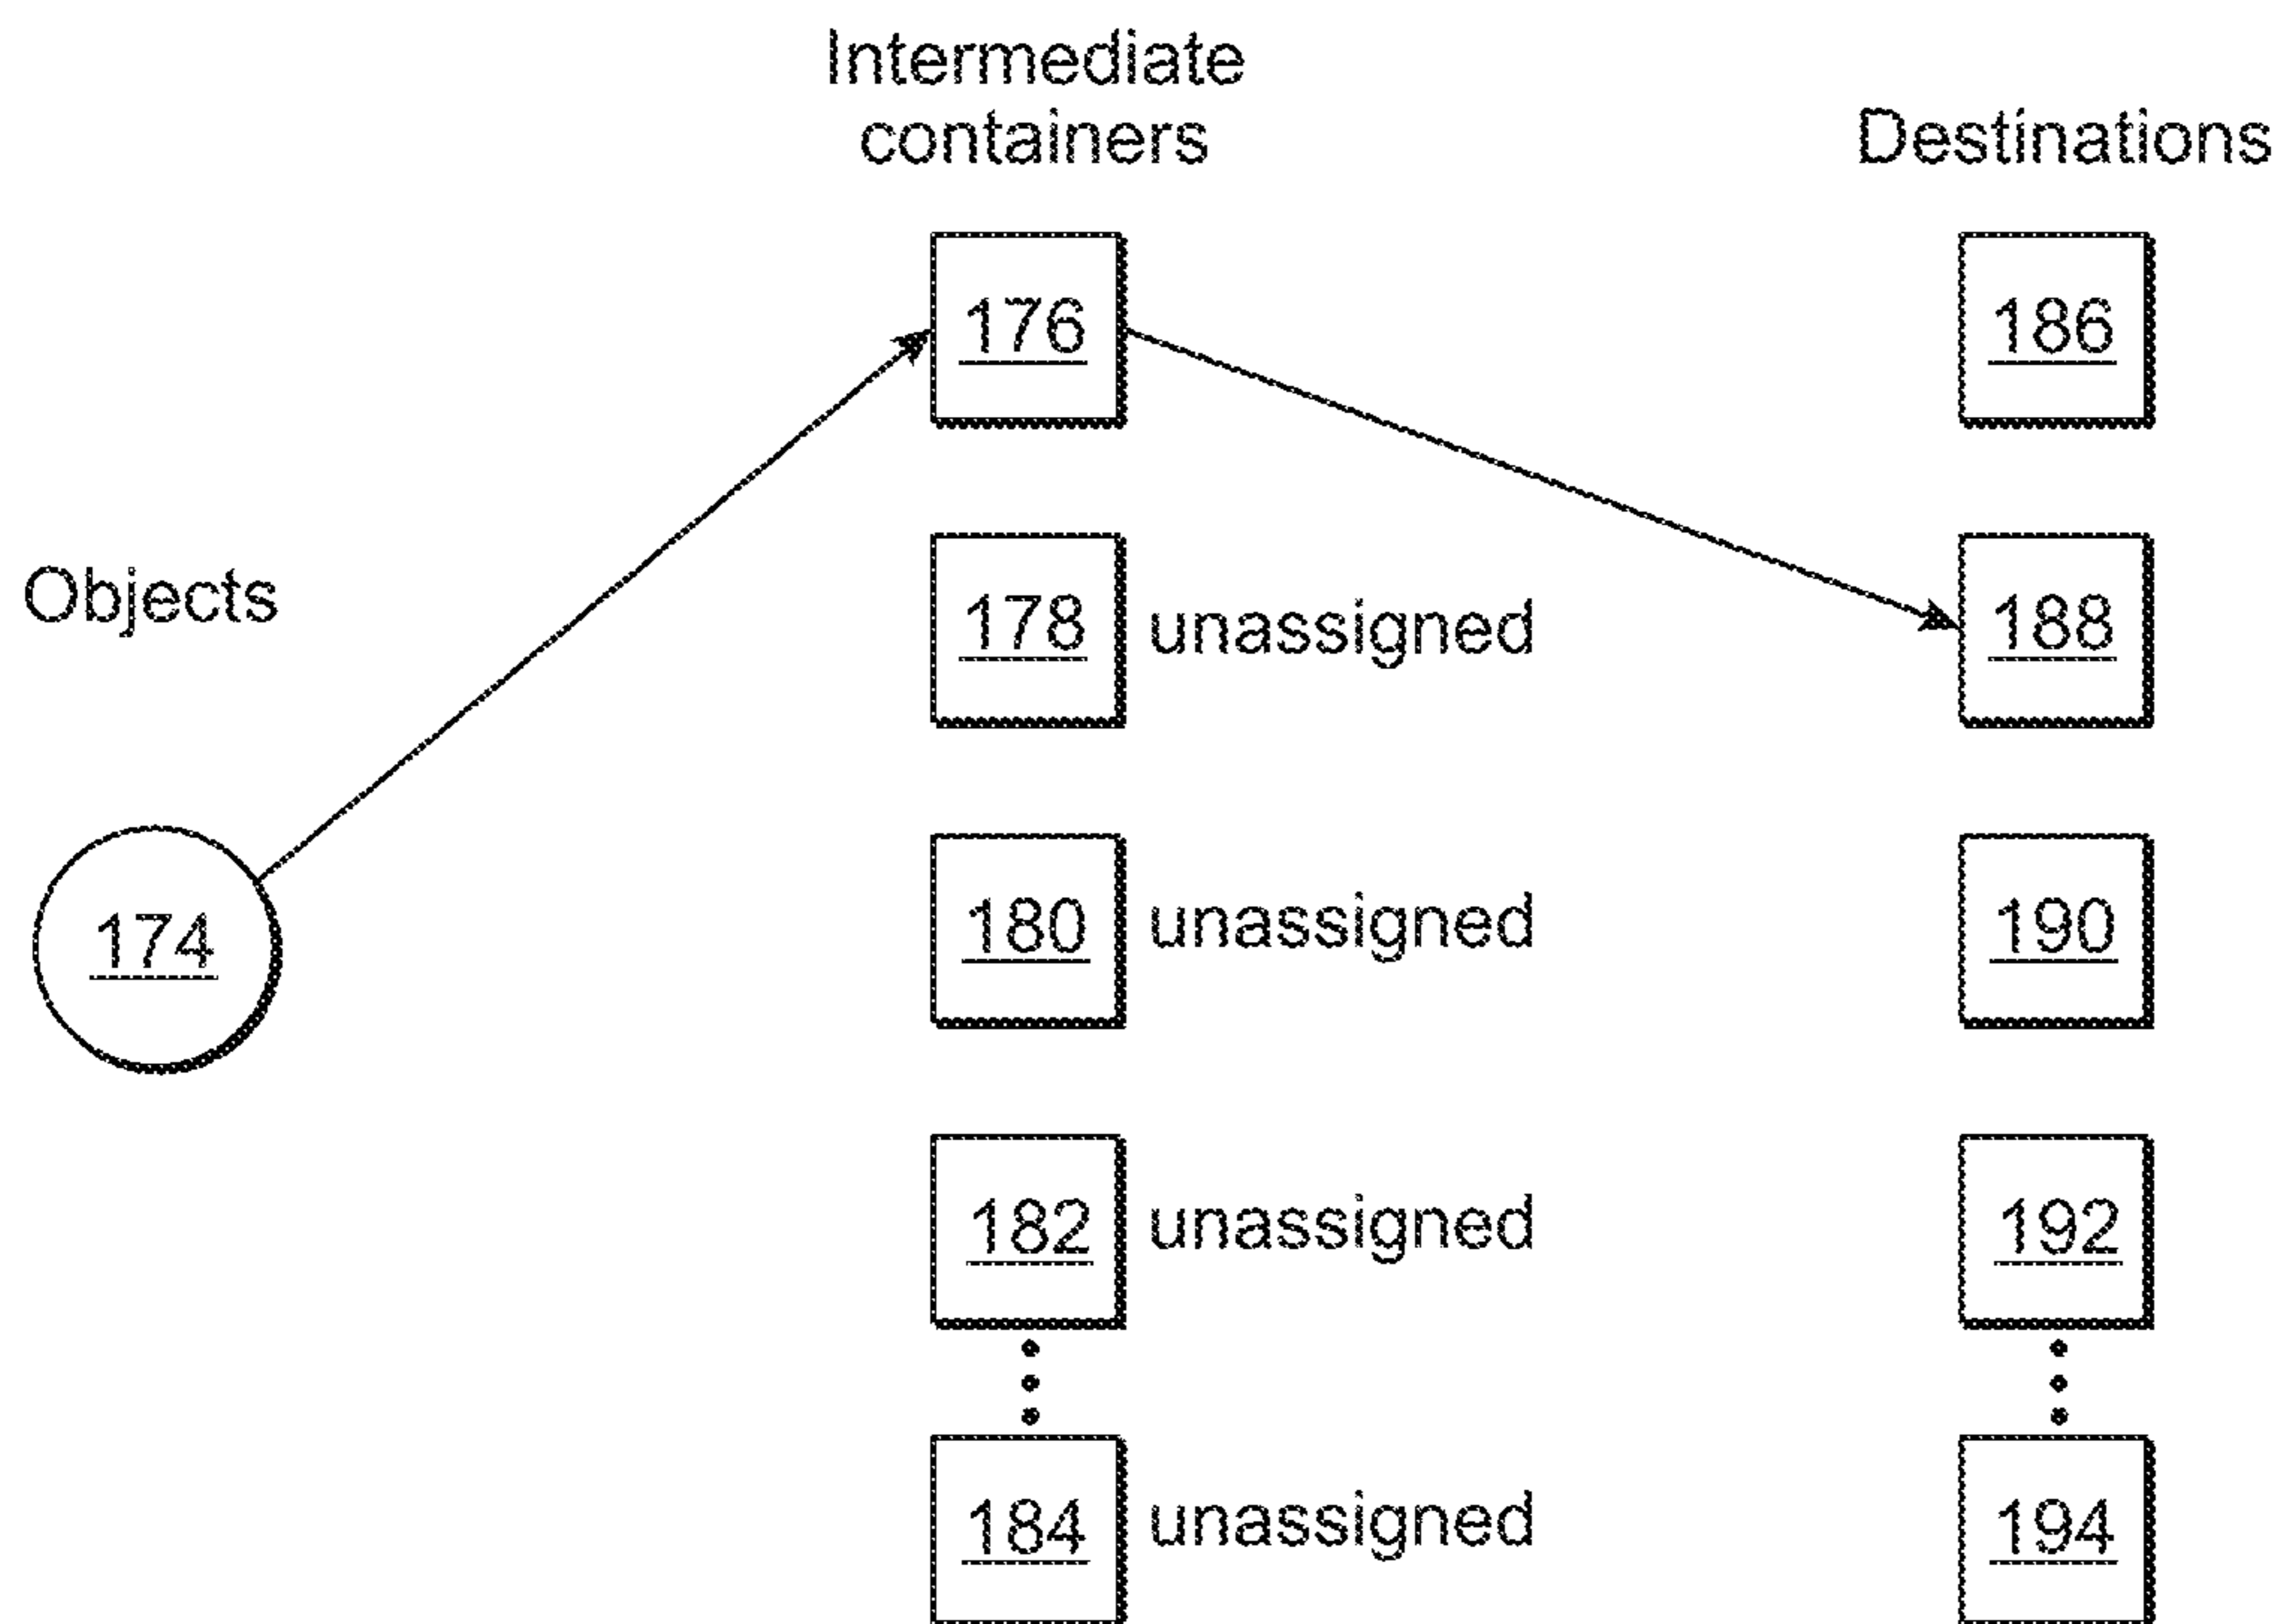 Intermediate
containers
Destinations
176
186
Objects
178 unassigned
188
174
180 unassigned
190
182 unassigned
192
184 unassigned
194